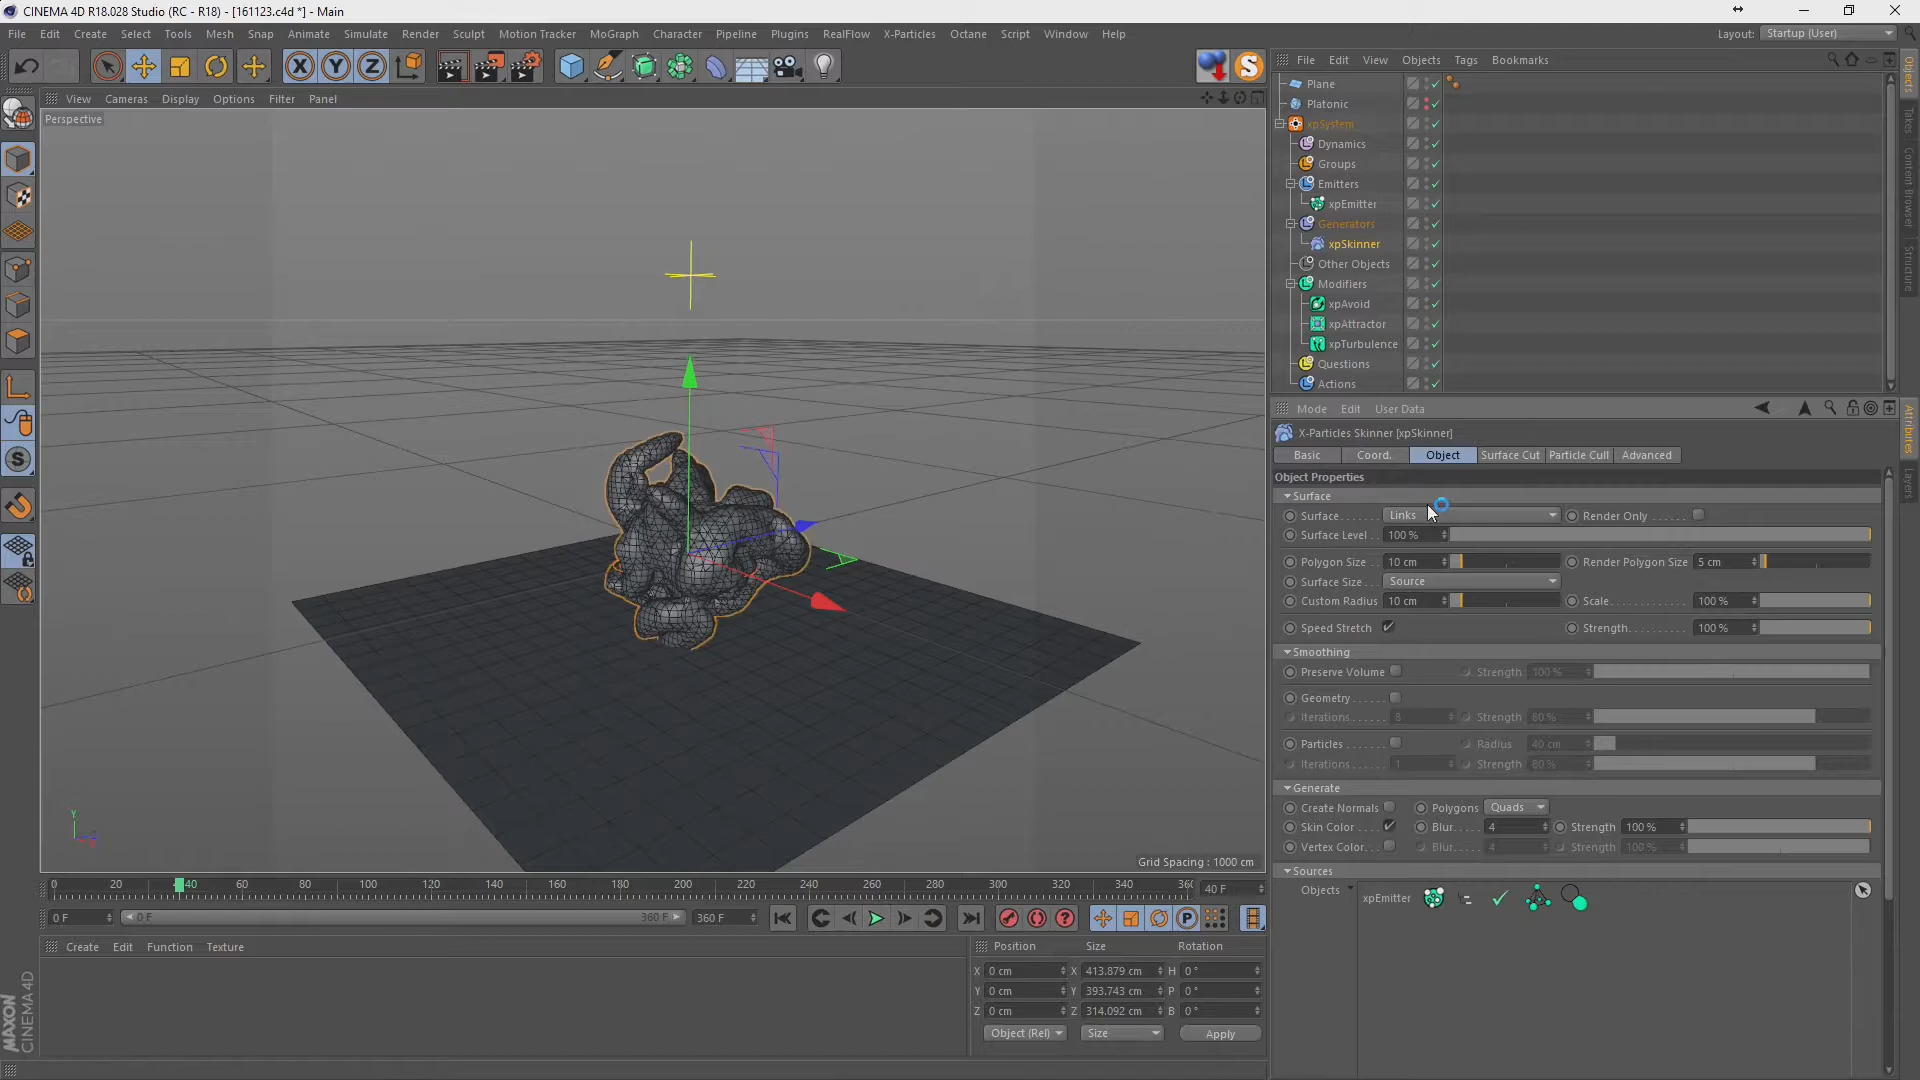 CINEMA 4D R18.028 Studio (RC - R18) - [161123.c4d *] - Main
File Edit Create Select Tools Mesh Snap Animate Simulate Render Sculpt Motion Tracker MoGraph Character Pipeline Plugins RealFlow X-Particles Octane Script Window Help Layout: Startup (User)
File Edit View Objects Tags Bookmarks
View Cameras Display Options Filter Panel
Perspective
Plane
Platonic
xpSystem
Dynamics
Groups
Emitters
xpEmitter
Generators
xpSkinner
Other Objects
Modifiers
xpAvoid
xpAttractor
xpTurbulence
Questions
Actions
Objects
Takes
Content Browser
Structure
Mode Edit User Data
X-Particles Skinner [xpSkinner]
Basic Coord. Object Surface Cut Particle Cull Advanced
Object Properties
Surface
Surface Links Render Only
Surface Level 100 %
Polygon Size 10 cm Render Polygon Size 5 cm
Surface Size Source
Custom Radius 10 cm Scale 100 %
Speed Stretch Strength 100 %
Smoothing
Preserve Volume Strength 100 %
Geometry
Iterations 8 Strength 80 %
Particles Radius 40 cm
Iterations 1 Strength 80 %
Generate
Create Normals Polygons Quads
Skin Color Blur 4 Strength 100 %
Vertex Color Blur 4 Strength 100 %
Sources
Objects xpEmitter
Attributes
Layers
Y
Grid Spacing : 1000 cm
0 20 40 60 80 100 120 140 160 180 200 220 240 260 280 300 320 340 36 40 F
0 F 0 F 360 F 360 F
Create Edit Function Texture
Position Size Rotation
X 0 cm X 413.879 cm H 0 °
Y 0 cm Y 393.743 cm P 0 °
Z 0 cm Z 314.092 cm B 0 °
Object (Rel) Size Apply
MAXON
CINEMA 4D